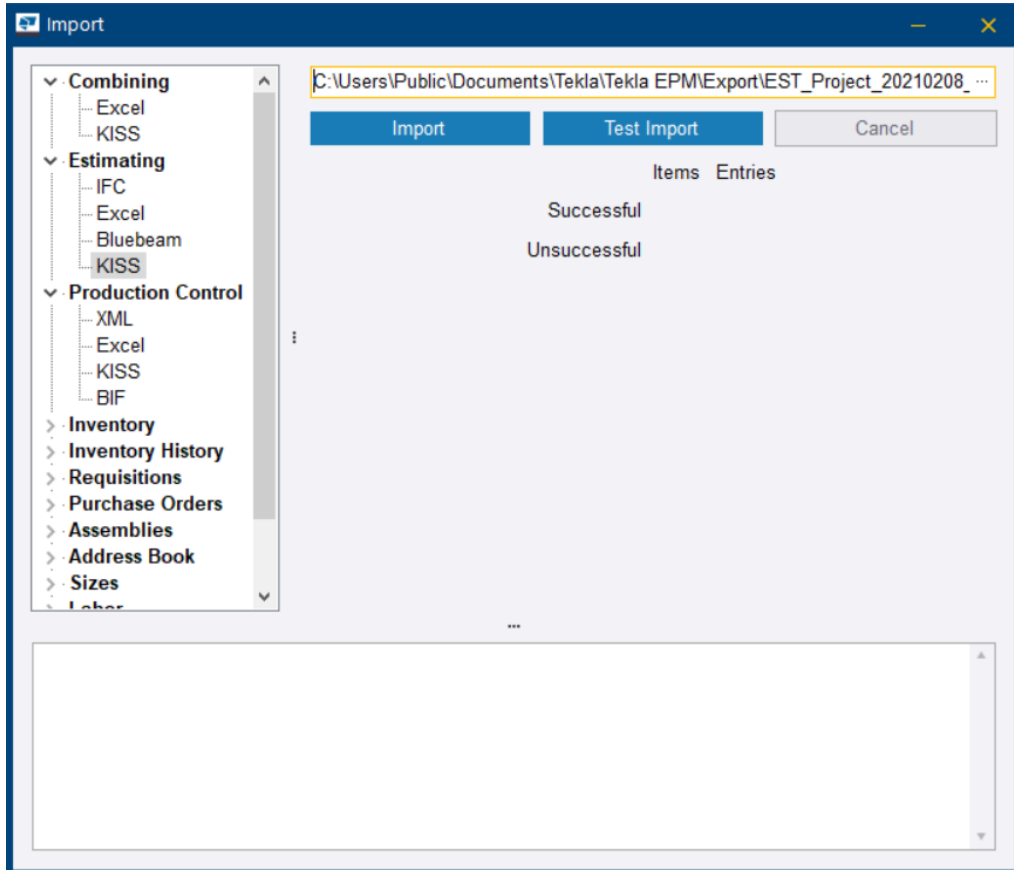 Import
Combining
Excel
KISS
Estimating
IFC
Excel
Bluebeam
KISS
Production Control
XML
Excel
KISS
BIF
Inventory
Inventory History
Requisitions
Purchase Orders
Assemblies
Address Book
Sizes
Labor
C:\Users\Public\Documents\Tekla\Tekla EPM\Export\EST_Project_20210208_ ...
Import Test Import Cancel
Items Entries
Successful
Unsuccessful